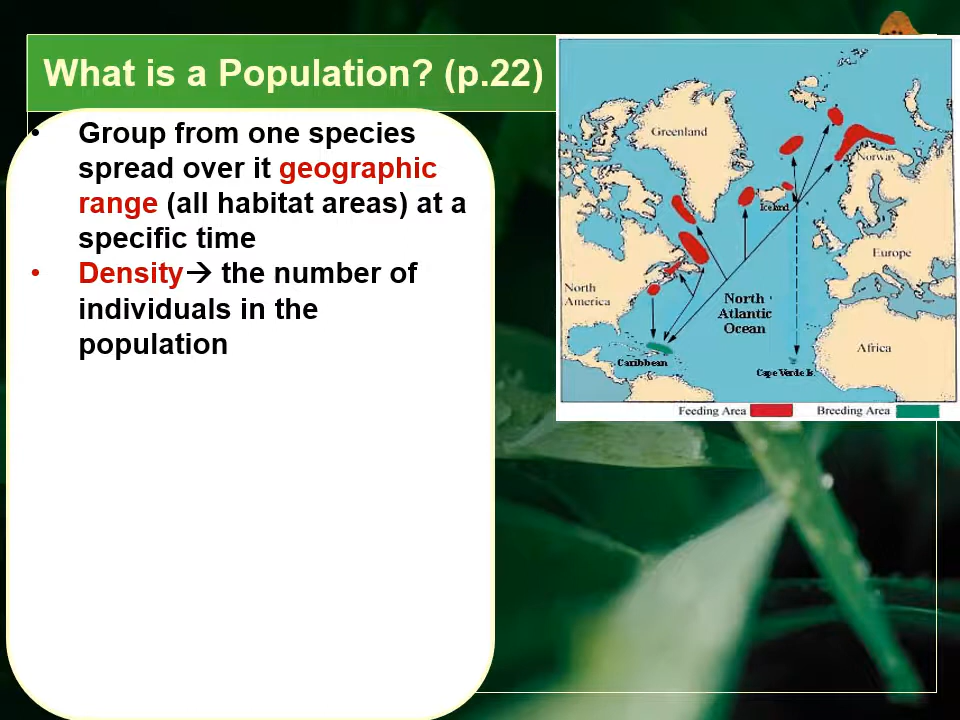 What is a Population? (p.22)
• Group from one species
spread over it geographic
range (all habitat areas) at a
specific time
• Density→ the number of
individuals in the
population
Greenland
Norway
Iceland
Europe
North
America
North
Atlantic
Ocean
Africa
Caribbean
Cape Verde Is.
Feeding Area
Breeding Area